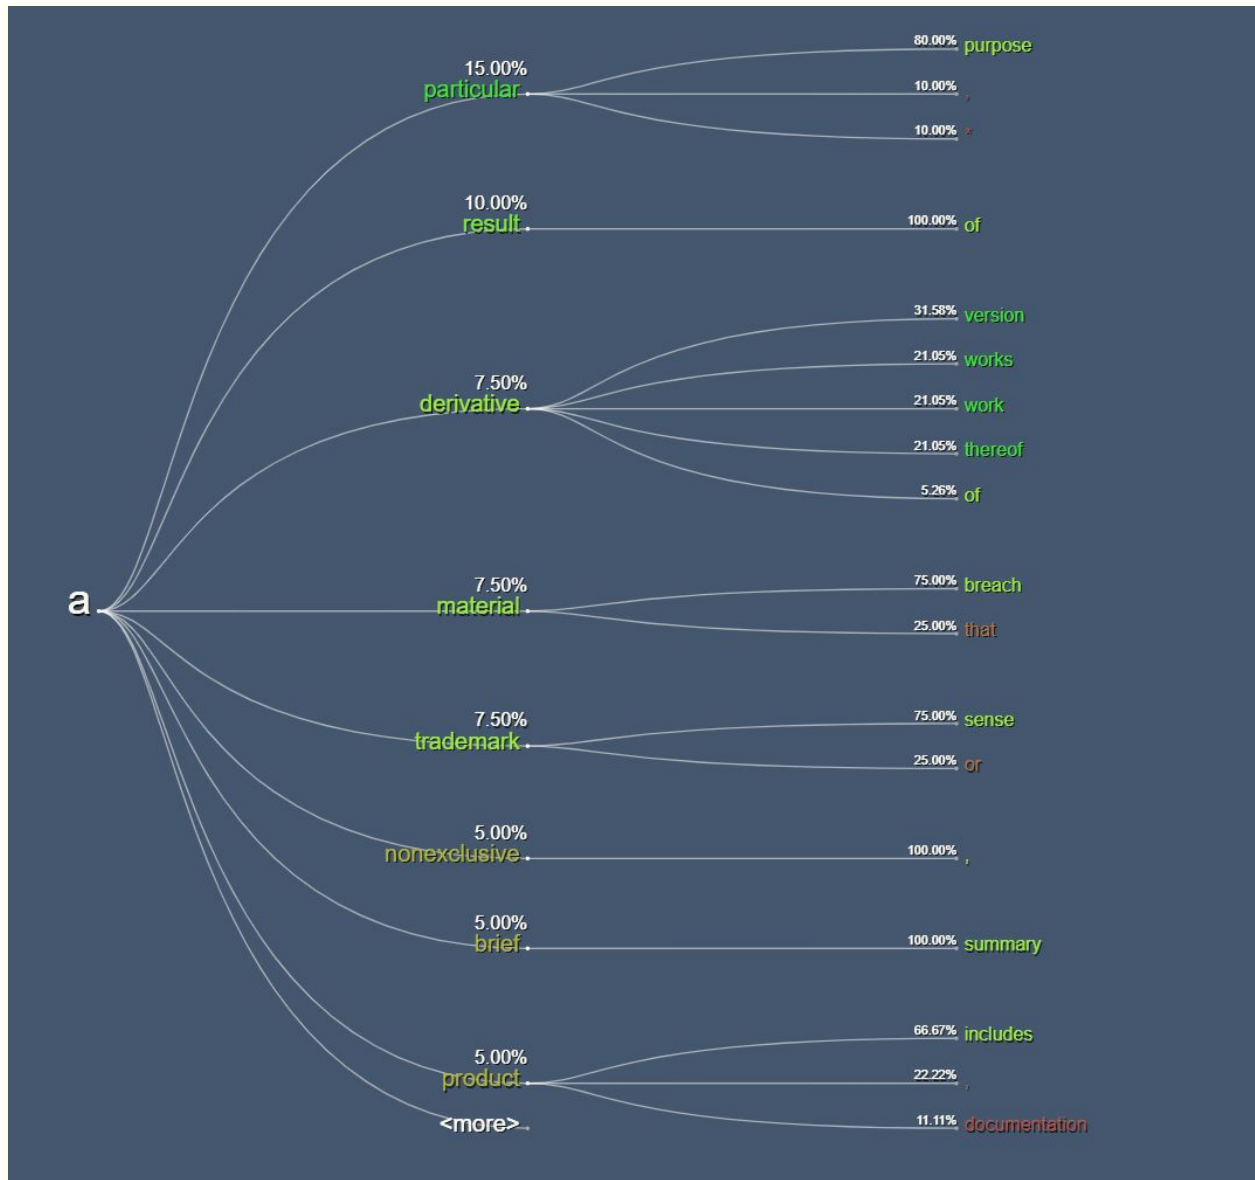 a
15.00%
particular
80.00% purpose
10.00% ,
10.00% *
10.00%
result
100.00% of
7.50%
derivative
31.58% version
21.05% works
21.05% work
21.05% thereof
5.26% of
7.50%
material
75.00% breach
25.00% that
7.50%
trademark
75.00% sense
25.00% or
5.00%
nonexclusive
100.00% ,
5.00%
brief
100.00% summary
5.00%
product
66.67% includes
22.22% ,
11.11% documentation
<more>